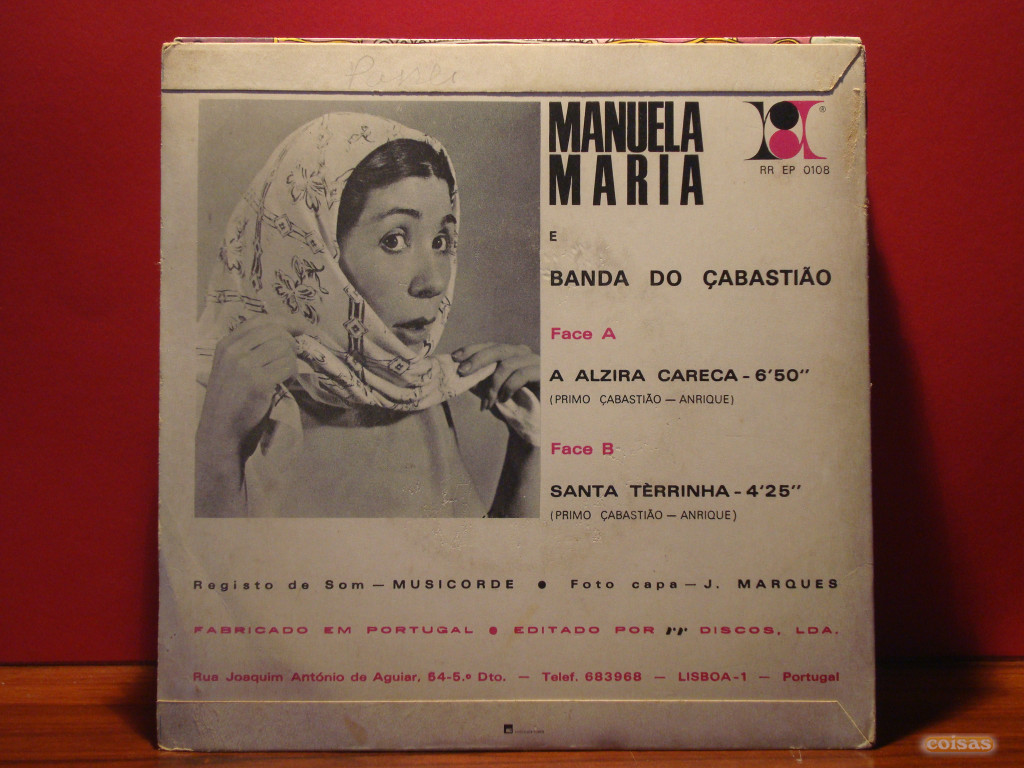 MANUELA
MARIA
RR EP 0108
E
BANDA DO ÇABASTIÃO
Face A
A ALZIRA CARECA - 6'50"
(PRIMO ÇABASTIÃO — ANRIQUE)
Face B
SANTA TÈRRINHA - 4'25"
(PRIMO ÇABASTIÃO — ANRIQUE)
Registo de Som — MUSICORDE ● Foto capa — J. MARQUES
FABRICADO EM PORTUGAL ● EDITADO POR rr DISCOS, LDA.
Rua Joaquim António de Aguiar, 64-5.º Dto. — Telef. 683968 — LISBOA-1 — Portugal
coisas